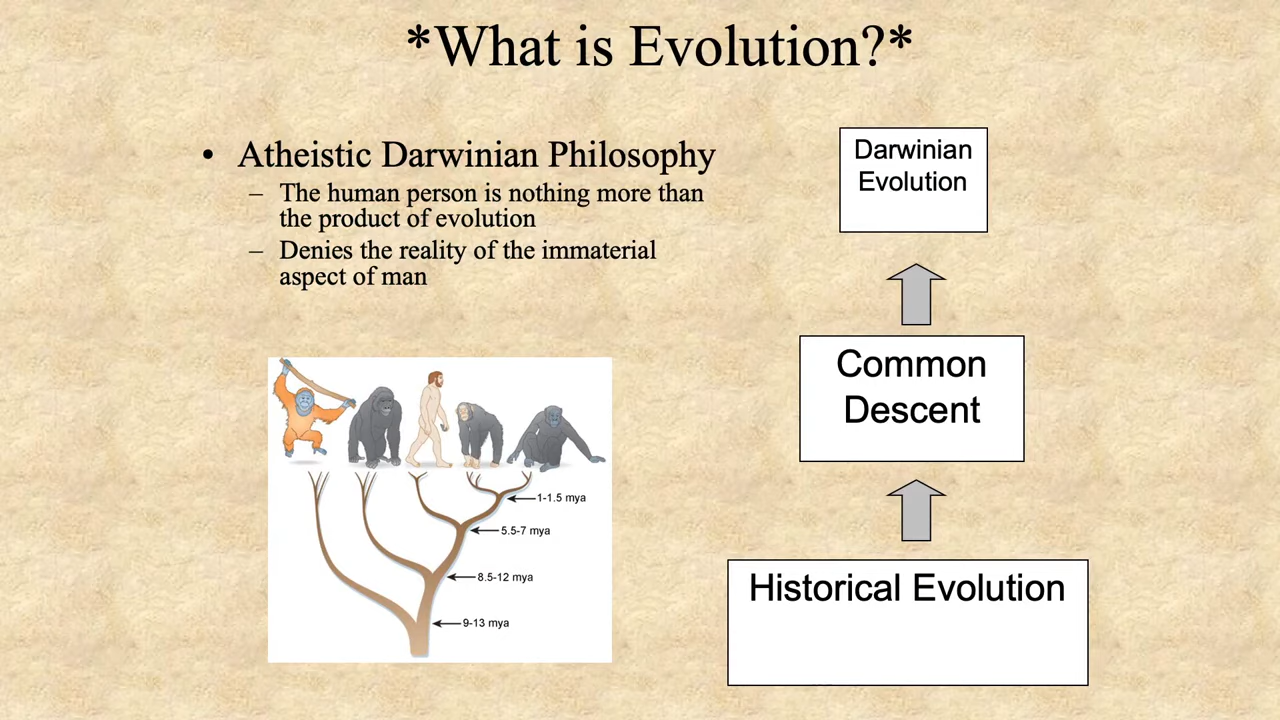 *What is Evolution?*
• Atheistic Darwinian Philosophy
– The human person is nothing more than
the product of evolution
– Denies the reality of the immaterial
aspect of man
1-1.5 mya
5.5-7 mya
8.5-12 mya
9-13 mya
Darwinian
Evolution
Common
Descent
Historical Evolution